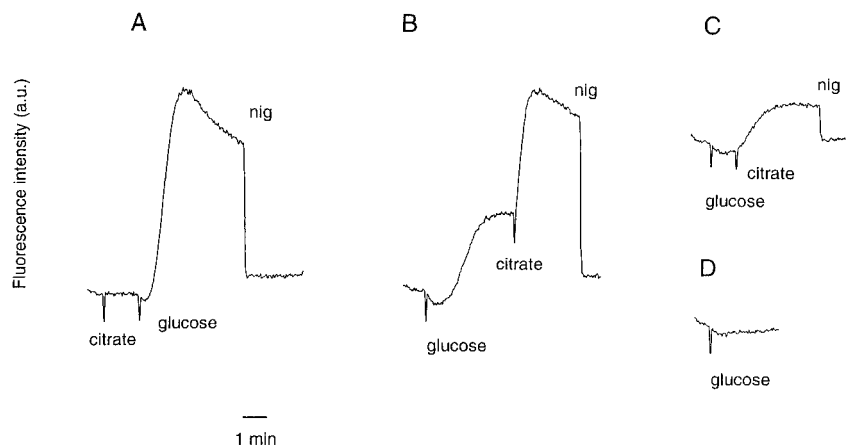 A
B
C
D
Fluorescence intensity (a.u.)
nig
citrate
glucose
nig
citrate
glucose
nig
citrate
glucose
glucose
1 min